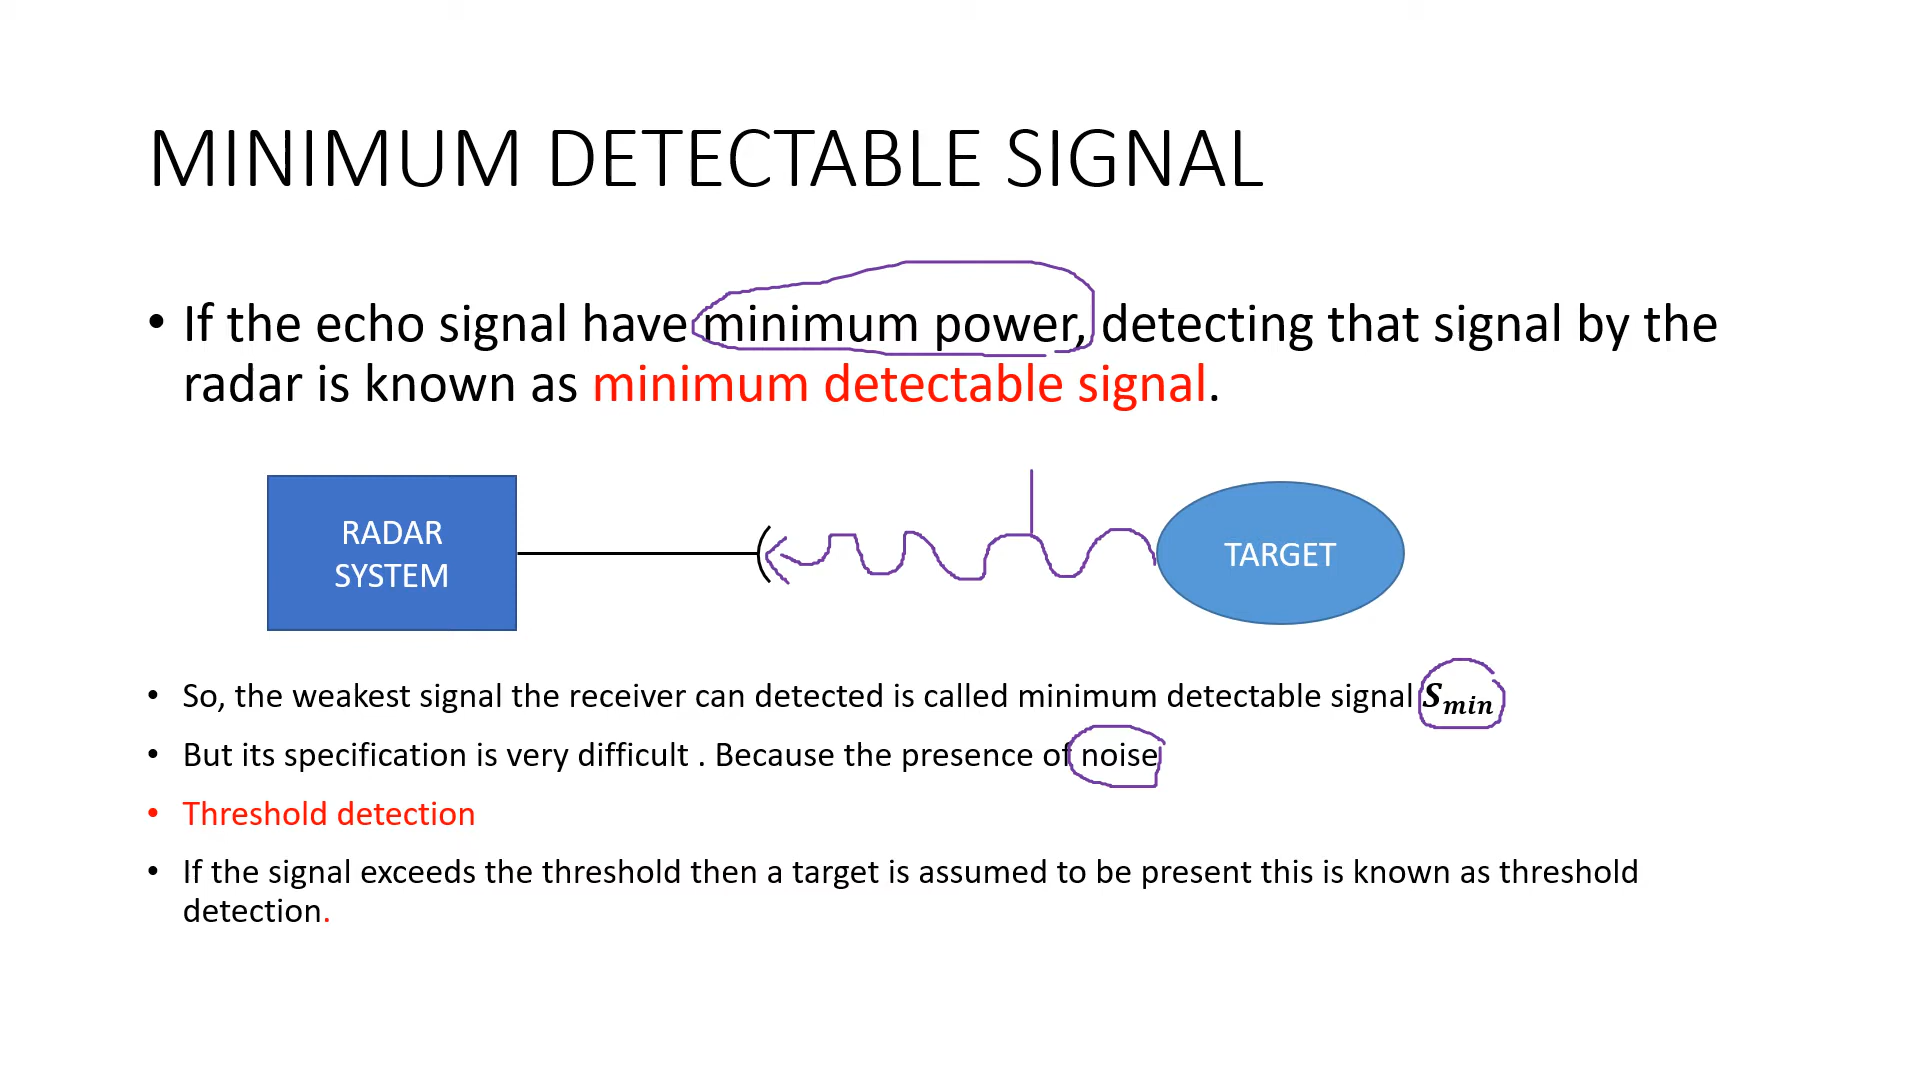 MINIMUM DETECTABLE SIGNAL
• If the echo signal have minimum power, detecting that signal by the
radar is known as minimum detectable signal.
RADAR
SYSTEM
TARGET
• So, the weakest signal the receiver can detected is called minimum detectable signal S_min
• But its specification is very difficult . Because the presence of noise
• Threshold detection
• If the signal exceeds the threshold then a target is assumed to be present this is known as threshold
detection.